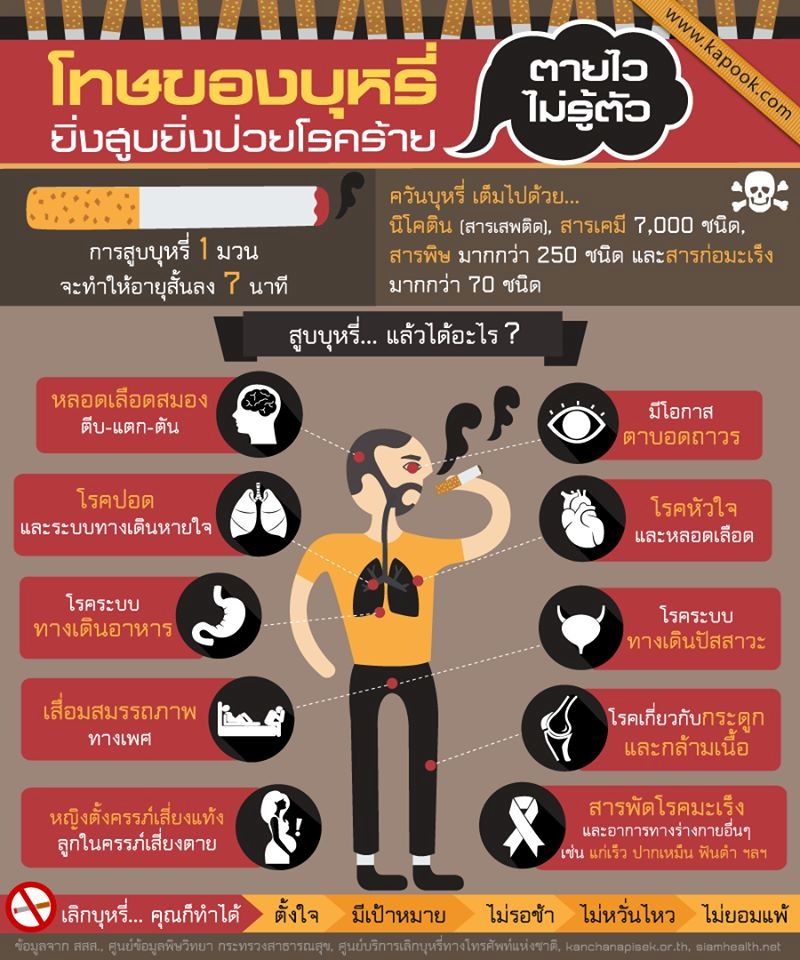 โทษของบุหรี่
ยิ่งสูบยิ่งป่วยโรคร้าย
ตายไว
ไม่รู้ตัว
www.kapook.com
การสูบบุหรี่ 1 มวน
จะทำให้อายุสั้นลง 7 นาที
ควันบุหรี่ เต็มไปด้วย...
นิโคติน (สารเสพติด), สารเคมี 7,000 ชนิด,
สารพิษ มากกว่า 250 ชนิด และสารก่อมะเร็ง
มากกว่า 70 ชนิด
สูบบุหรี่... แล้วได้อะไร ?
หลอดเลือดสมอง
ตีบ-แตก-ตัน
มีโอกาส
ตาบอดถาวร
โรคปอด
และระบบทางเดินหายใจ
โรคหัวใจ
และหลอดเลือด
โรคระบบ
ทางเดินอาหาร
โรคระบบ
ทางเดินปัสสาวะ
เสื่อมสมรรถภาพ
ทางเพศ
โรคเกี่ยวกับกระดูก
และกล้ามเนื้อ
หญิงตั้งครรภ์เสี่ยงแท้ง
ลูกในครรภ์เสี่ยงตาย
!
สารพัดโรคมะเร็ง
และอาการทางร่างกายอื่นๆ
เช่น แก่เร็ว ปากเหม็น ฟันดำ ฯลฯ
เลิกบุหรี่... คุณก็ทำได้ ตั้งใจ มีเป้าหมาย ไม่รอช้า ไม่หวั่นไหว ไม่ยอมแพ้
ข้อมูลจาก สสส., ศูนย์ข้อมูลพิษวิทยา กระทรวงสาธารณสุข, ศูนย์บริการเลิกบุหรี่ทางโทรศัพท์แห่งชาติ, kanchanapisek.or.th, siamhealth.net